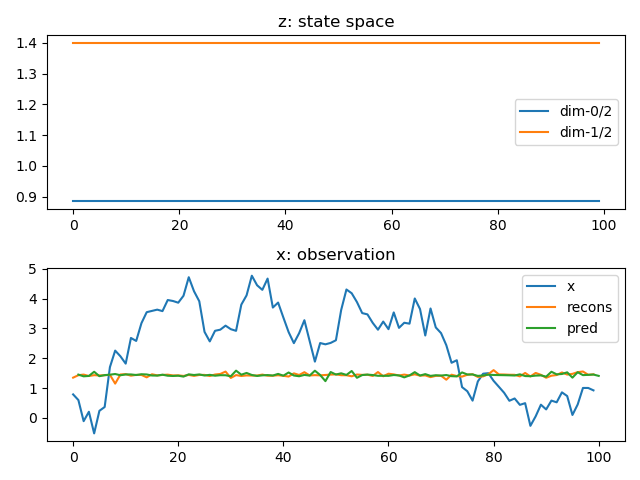 z: state space
1.4
1.3
1.2
1.1
1.0
0.9
dim-0/2
dim-1/2
0 20 40 60 80 100
x: observation
5
4
3
2
1
0
x
recons
pred
0 20 40 60 80 100